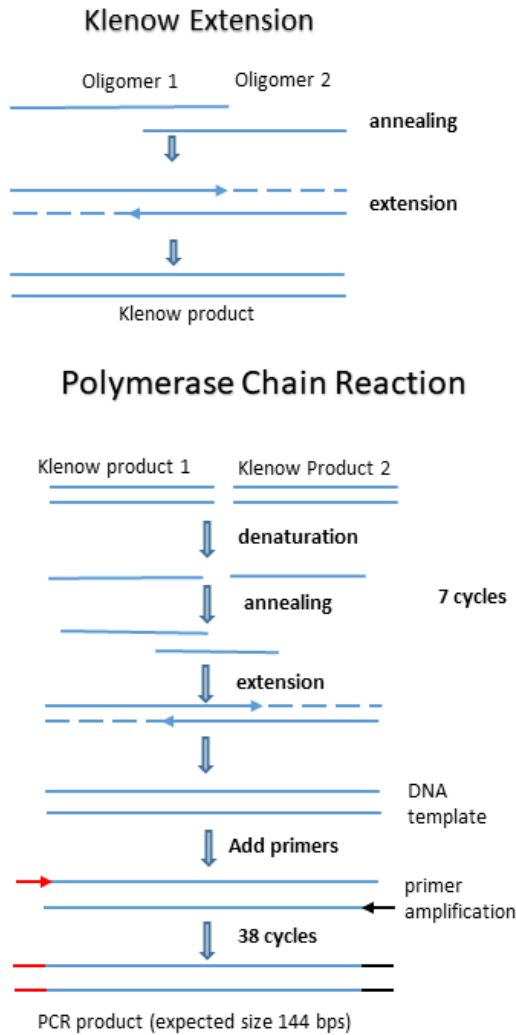 Klenow Extension
Oligomer 1 Oligomer 2
annealing
extension
Klenow product
Polymerase Chain Reaction
Klenow product 1 Klenow Product 2
denaturation
7 cycles
annealing
extension
DNA
template
Add primers
primer
amplification
38 cycles
PCR product (expected size 144 bps)